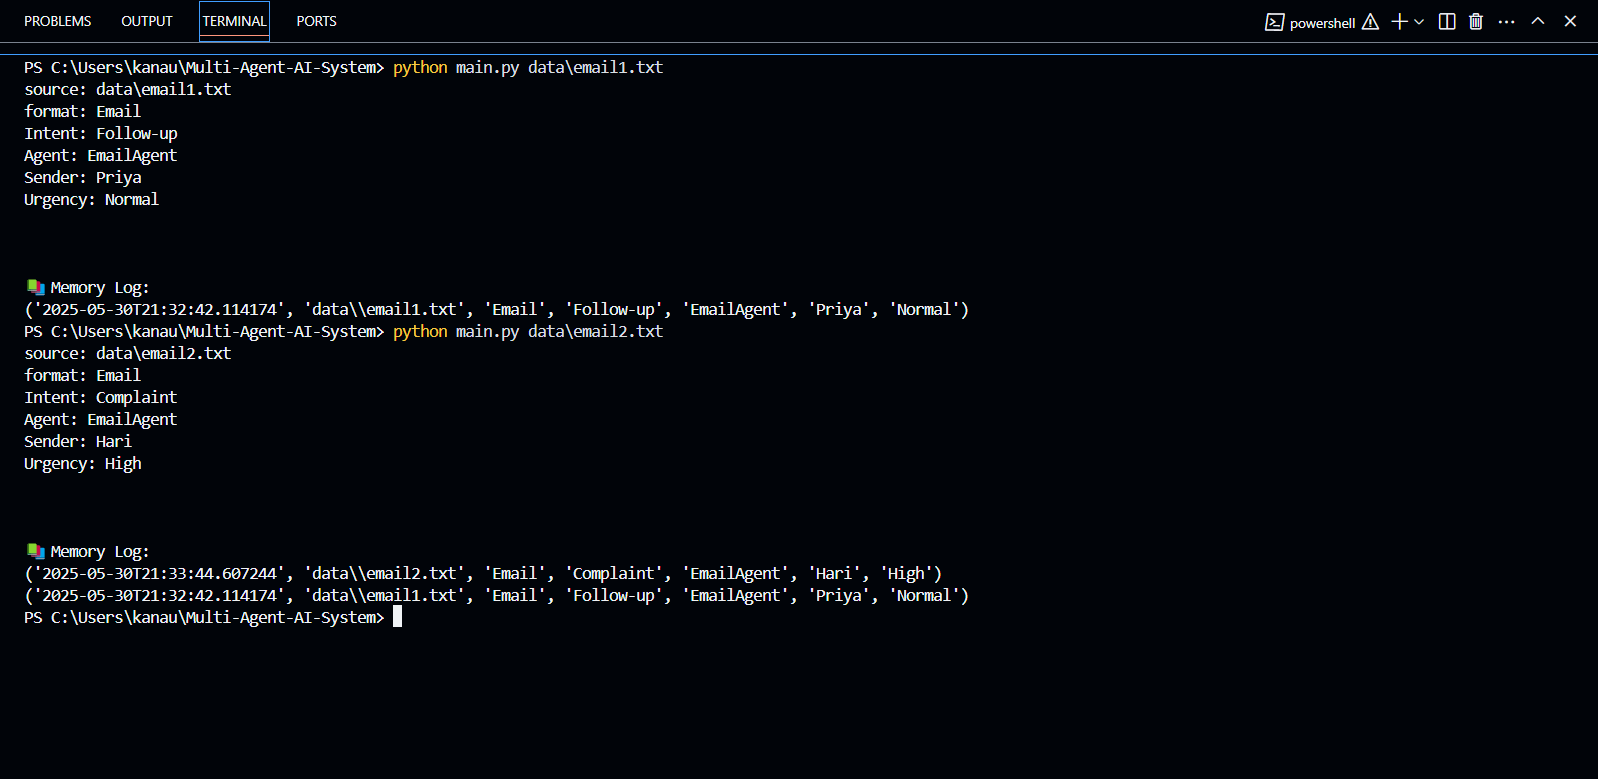 PROBLEMS OUTPUT TERMINAL PORTS powershell
PS C:\Users\kanau\Multi-Agent-AI-System> python main.py data\email1.txt
source: data\email1.txt
format: Email
Intent: Follow-up
Agent: EmailAgent
Sender: Priya
Urgency: Normal
📚 Memory Log:
('2025-05-30T21:32:42.114174', 'data\\email1.txt', 'Email', 'Follow-up', 'EmailAgent', 'Priya', 'Normal')
PS C:\Users\kanau\Multi-Agent-AI-System> python main.py data\email2.txt
source: data\email2.txt
format: Email
Intent: Complaint
Agent: EmailAgent
Sender: Hari
Urgency: High
📚 Memory Log:
('2025-05-30T21:33:44.607244', 'data\\email2.txt', 'Email', 'Complaint', 'EmailAgent', 'Hari', 'High')
('2025-05-30T21:32:42.114174', 'data\\email1.txt', 'Email', 'Follow-up', 'EmailAgent', 'Priya', 'Normal')
PS C:\Users\kanau\Multi-Agent-AI-System>